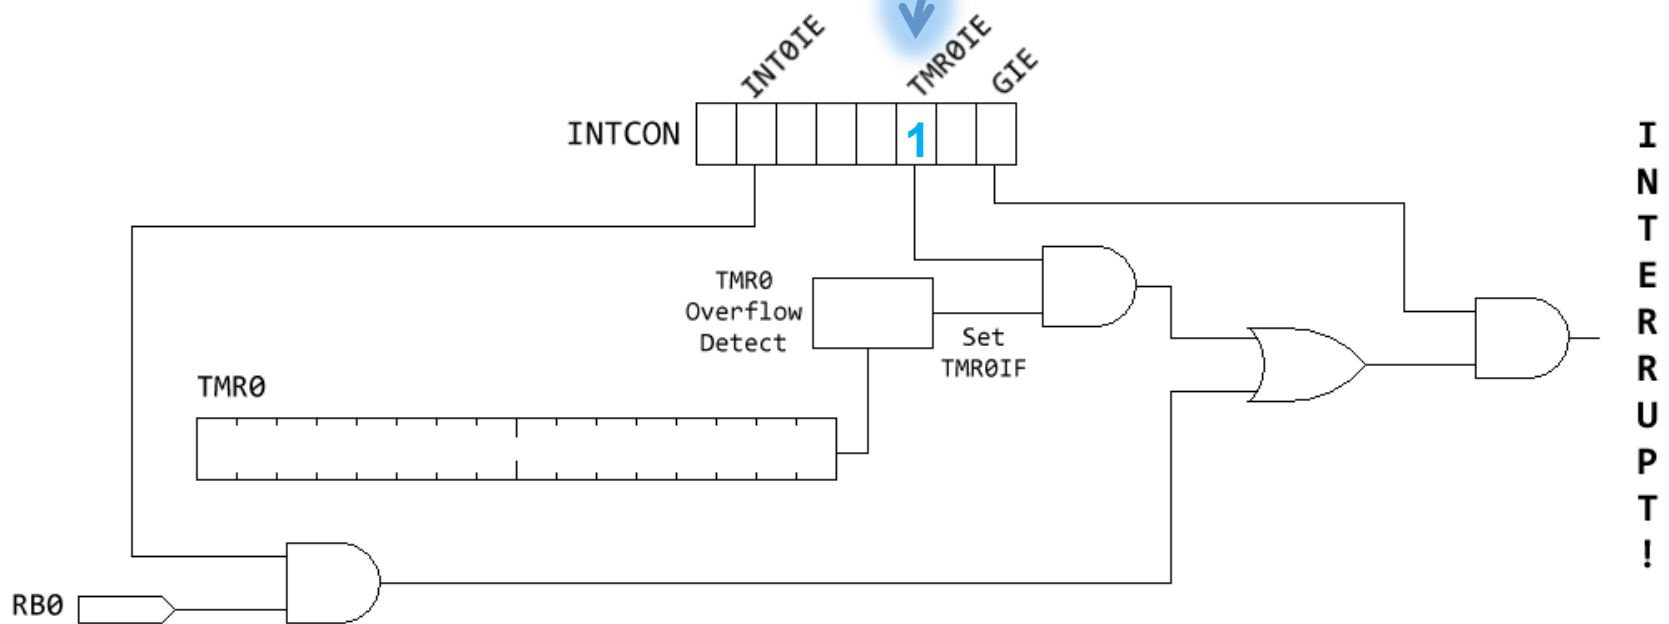 INT0IE
TMR0IE
GIE
INTCON
1
TMR0
Overflow
Detect
Set
TMR0IF
TMR0
RB0
I
N
T
E
R
R
U
P
T
!